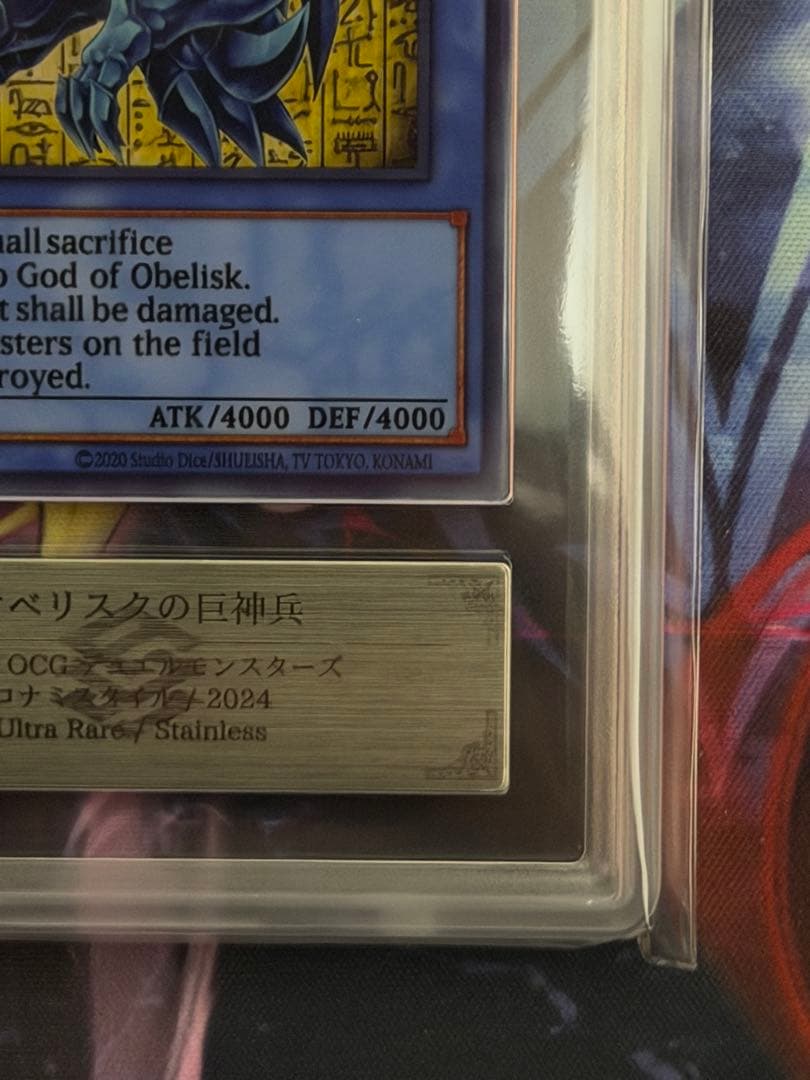 all sacrifice
God of Obelisk.
t shall be damaged.
sters on the field
royed.
ATK/4000 DEF/4000
©2020 Studio Dice/SHUEISHA, TV TOKYO, KONAMI
ベリスクの巨神兵
OCG デュエルモンスターズ
コナミスタイル / 2024
Ultra Rare / Stainless